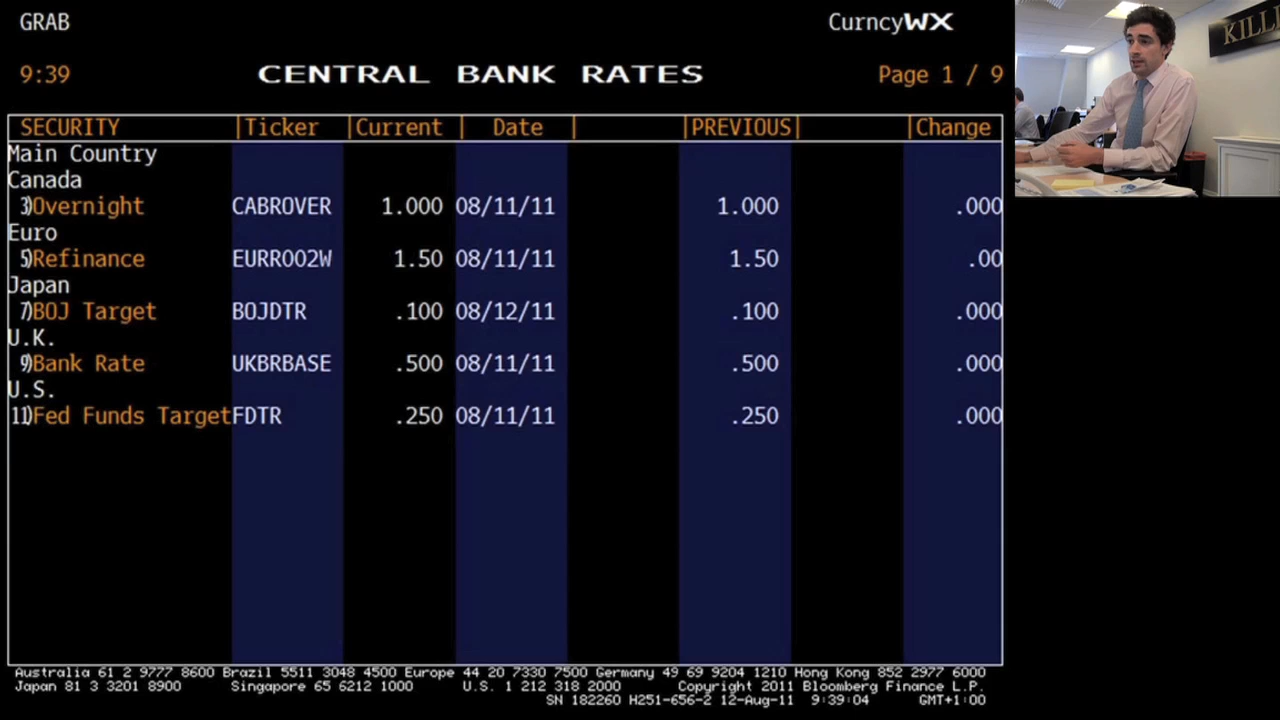 GRAB CurncyWX
9:39 CENTRAL BANK RATES Page 1 / 9
SECURITY |Ticker |Current | Date | |PREVIOUS| |Change
Main Country
Canada
3)Overnight CABROVER 1.000 08/11/11 1.000 .000
Euro
5)Refinance EURR002W 1.50 08/11/11 1.50 .00
Japan
7)BOJ Target BOJDTR .100 08/12/11 .100 .000
U.K.
9)Bank Rate UKBRBASE .500 08/11/11 .500 .000
U.S.
11)Fed Funds Target FDTR .250 08/11/11 .250 .000
Australia 61 2 9777 8600 Brazil 5511 3048 4500 Europe 44 20 7330 7500 Germany 49 69 9204 1210 Hong Kong 852 2977 6000
Japan 81 3 3201 8900 Singapore 65 6212 1000 U.S. 1 212 318 2000 Copyright 2011 Bloomberg Finance L.P.
SN 182260 H251-656-2 12-Aug-11 9:39:04 GMT+1:00